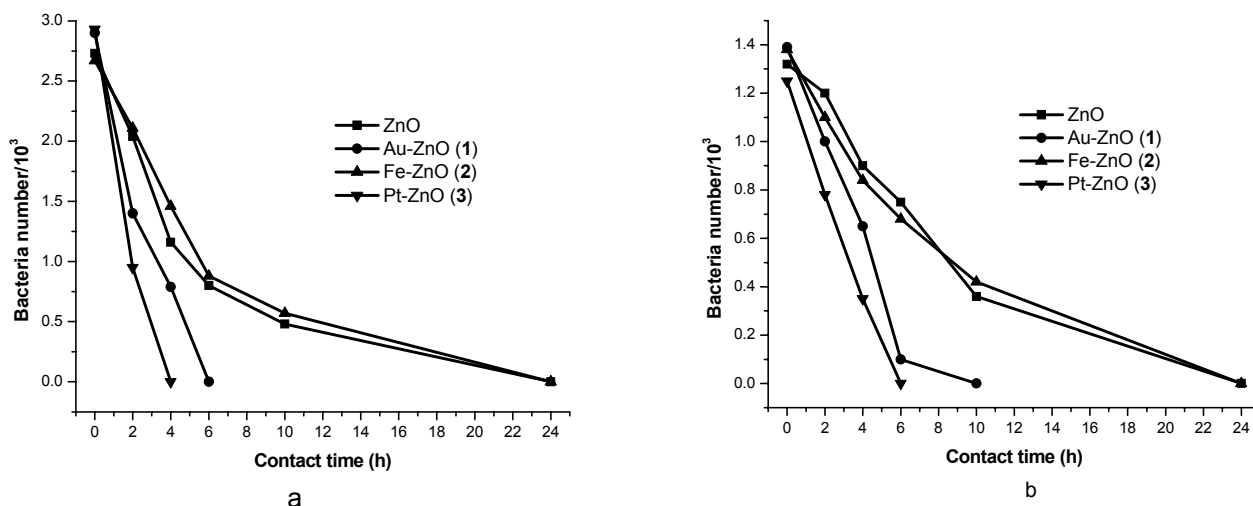 3.0
2.5
2.0
1.5
1.0
0.5
0.0
Bacteria number/10³
ZnO
Au-ZnO (1)
Fe-ZnO (2)
Pt-ZnO (3)
0 2 4 6 8 10 12 14 16 18 20 22 24
Contact time (h)
a
1.4
1.2
1.0
0.8
0.6
0.4
0.2
0.0
Bacteria number/10³
ZnO
Au-ZnO (1)
Fe-ZnO (2)
Pt-ZnO (3)
0 2 4 6 8 10 12 14 16 18 20 22 24
Contact time (h)
b